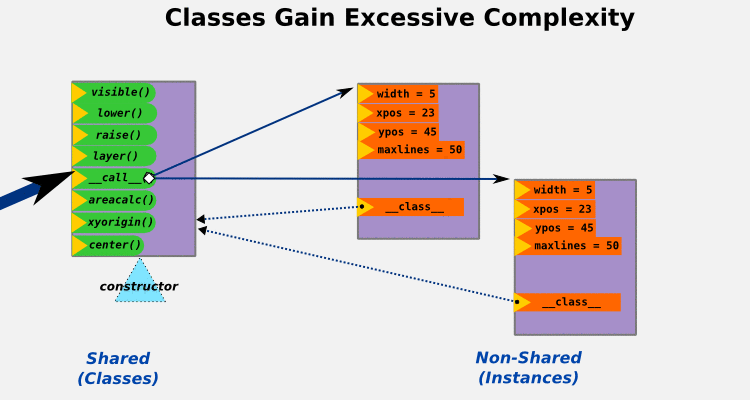 Classes Gain Excessive Complexity
visible()
lower()
raise()
layer()
__call__
areacalc()
xyorigin()
center()
constructor
Shared
(Classes)
width = 5
xpos = 23
ypos = 45
maxlines = 50
__class__
width = 5
xpos = 23
ypos = 45
maxlines = 50
__class__
Non-Shared
(Instances)